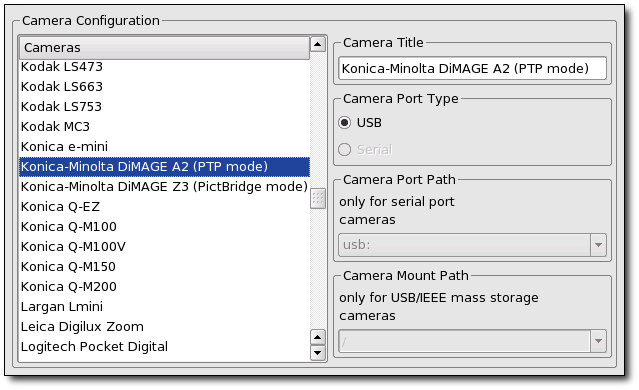 Camera Configuration
Cameras
Kodak LS473
Kodak LS663
Kodak LS753
Kodak MC3
Konica e-mini
Konica-Minolta DiMAGE A2 (PTP mode)
Konica-Minolta DiMAGE Z3 (PictBridge mode)
Konica Q-EZ
Konica Q-M100
Konica Q-M100V
Konica Q-M150
Konica Q-M200
Largan Lmini
Leica Digilux Zoom
Logitech Pocket Digital
Camera Title
Konica-Minolta DiMAGE A2 (PTP mode)
Camera Port Type
USB
Serial
Camera Port Path
only for serial port
cameras
usb:
Camera Mount Path
only for USB/IEEE mass storage
cameras
/